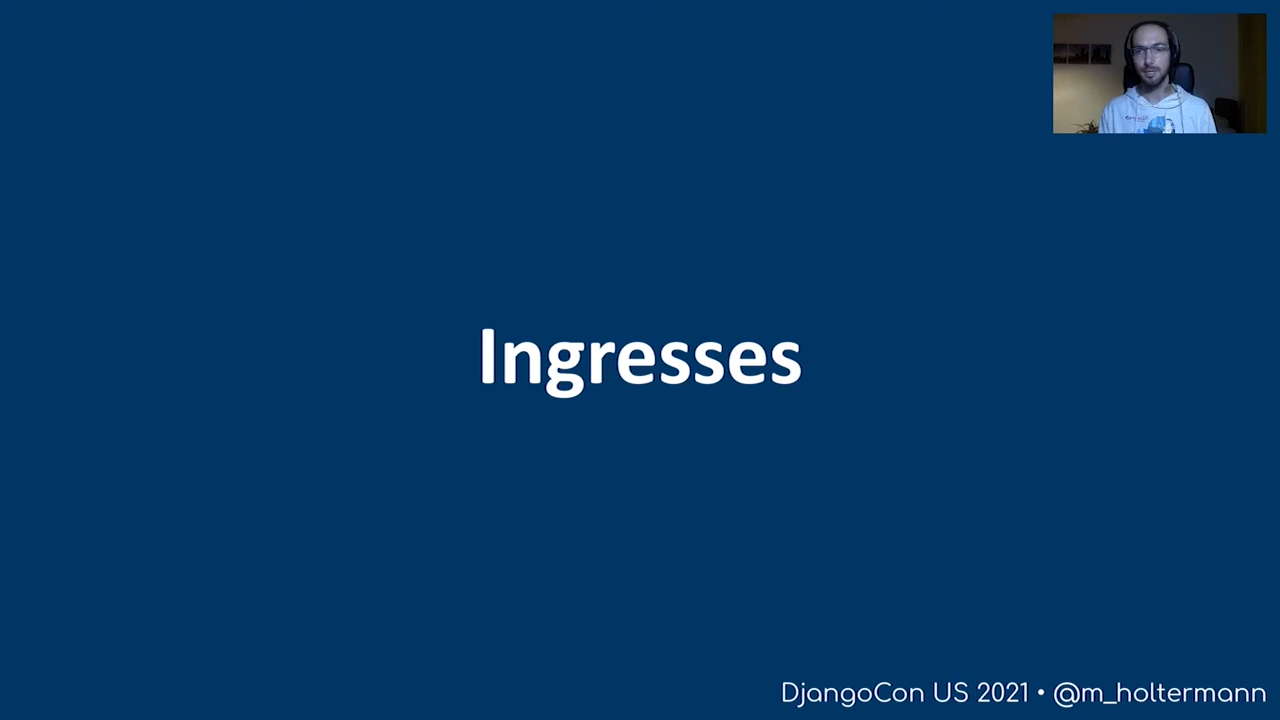 Ingresses
DjangoCon US 2021 • @m_holtermann